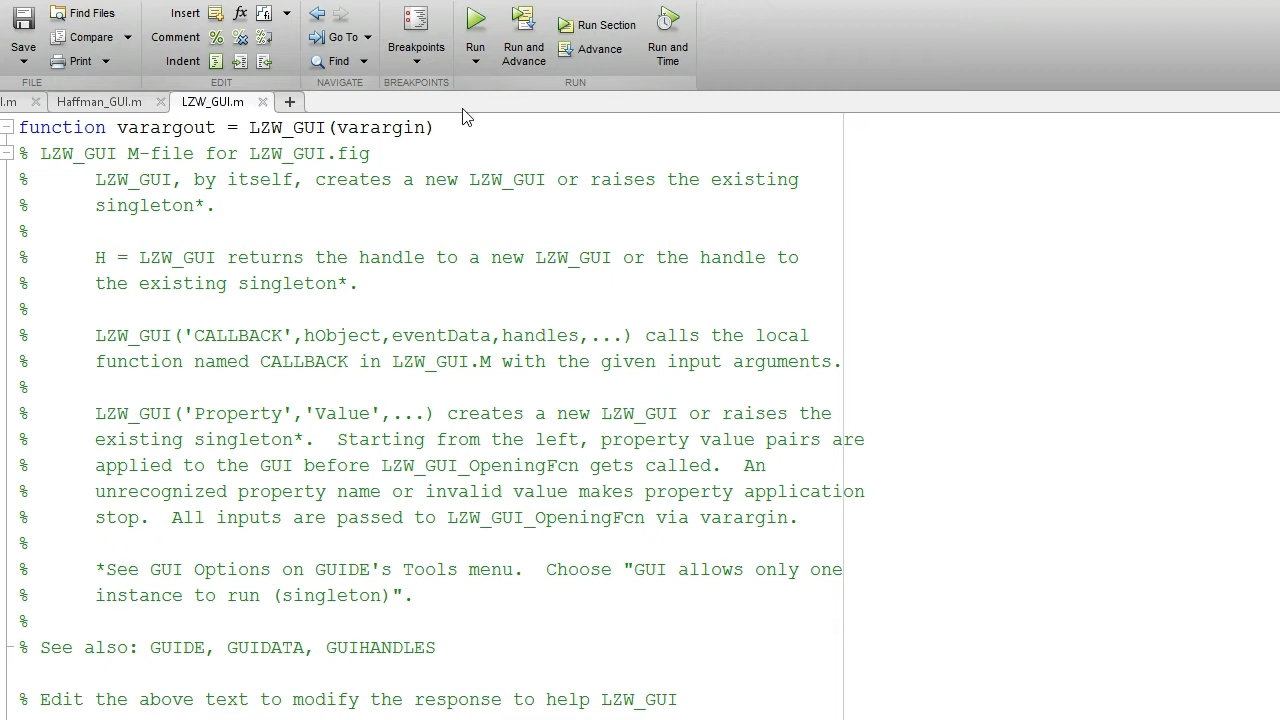 Find Files
Insert
fx
Compare
Comment
Go To
Save
Print
Indent
Find
Breakpoints
Run
Run and
Advance
Run Section
Advance
Run and
Time
FILE
EDIT
NAVIGATE
BREAKPOINTS
RUN
l.m
Haffman_GUI.m
LZW_GUI.m
function varargout = LZW_GUI(varargin)
% LZW_GUI M-file for LZW_GUI.fig
%      LZW_GUI, by itself, creates a new LZW_GUI or raises the existing
%      singleton*.
%
%      H = LZW_GUI returns the handle to a new LZW_GUI or the handle to
%      the existing singleton*.
%
%      LZW_GUI('CALLBACK',hObject,eventData,handles,...) calls the local
%      function named CALLBACK in LZW_GUI.M with the given input arguments.
%
%      LZW_GUI('Property','Value',...) creates a new LZW_GUI or raises the
%      existing singleton*.  Starting from the left, property value pairs are
%      applied to the GUI before LZW_GUI_OpeningFcn gets called.  An
%      unrecognized property name or invalid value makes property application
%      stop.  All inputs are passed to LZW_GUI_OpeningFcn via varargin.
%
%      *See GUI Options on GUIDE's Tools menu.  Choose "GUI allows only one
%      instance to run (singleton)".
%
% See also: GUIDE, GUIDATA, GUIHANDLES
% Edit the above text to modify the response to help LZW_GUI